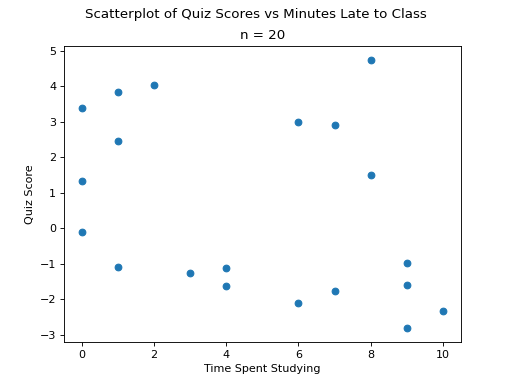 Scatterplot of Quiz Scores vs Minutes Late to Class
n = 20
5
4
3
2
1
0
−1
−2
−3
Quiz Score
0 2 4 6 8 10
Time Spent Studying